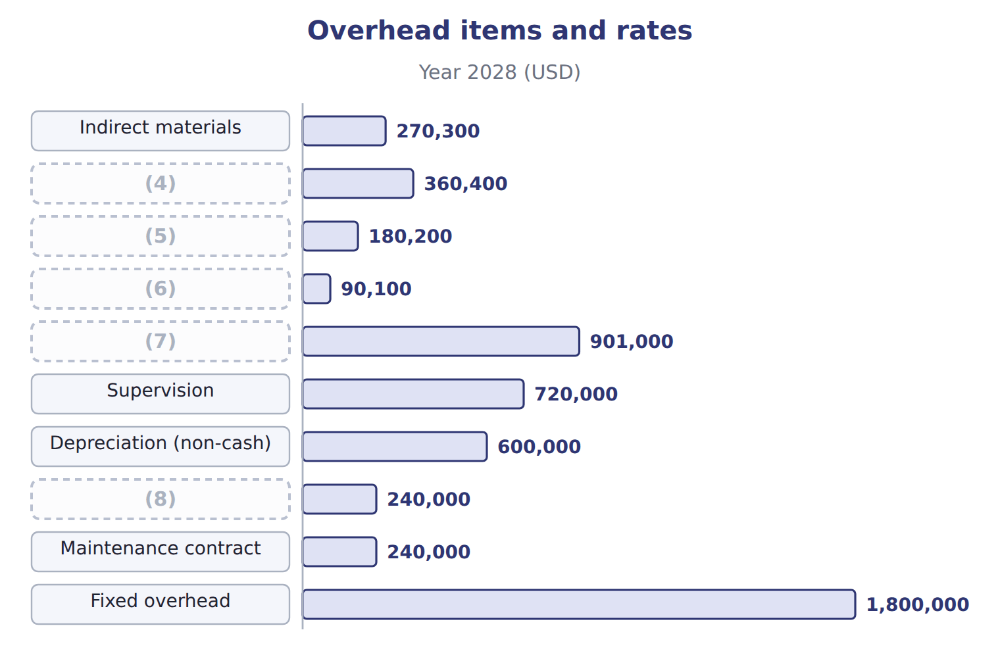 Overhead items and rates
Year 2028 (USD)
Indirect materials 270,300
(4) 360,400
(5) 180,200
(6) 90,100
(7) 901,000
Supervision 720,000
Depreciation (non-cash) 600,000
(8) 240,000
Maintenance contract 240,000
Fixed overhead 1,800,000